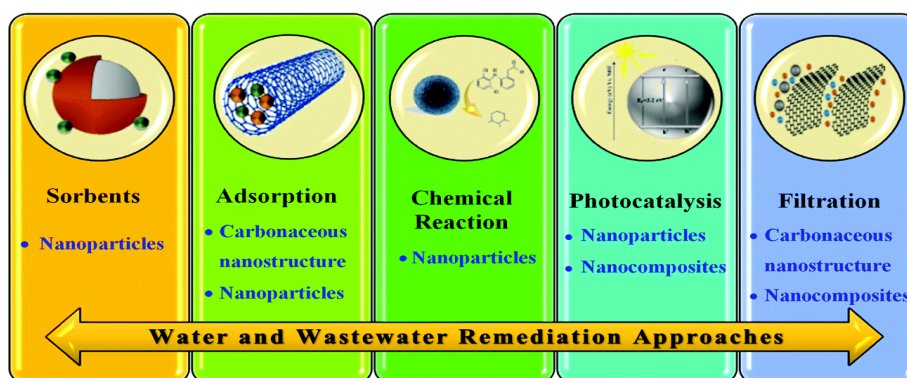 Sorbents
• Nanoparticles
Adsorption
• Carbonaceous
nanostructure
• Nanoparticles
Chemical
Reaction
• Nanoparticles
Photocatalysis
• Nanoparticles
• Nanocomposites
Filtration
• Carbonaceous
nanostructure
• Nanocomposites
Water and Wastewater Remediation Approaches